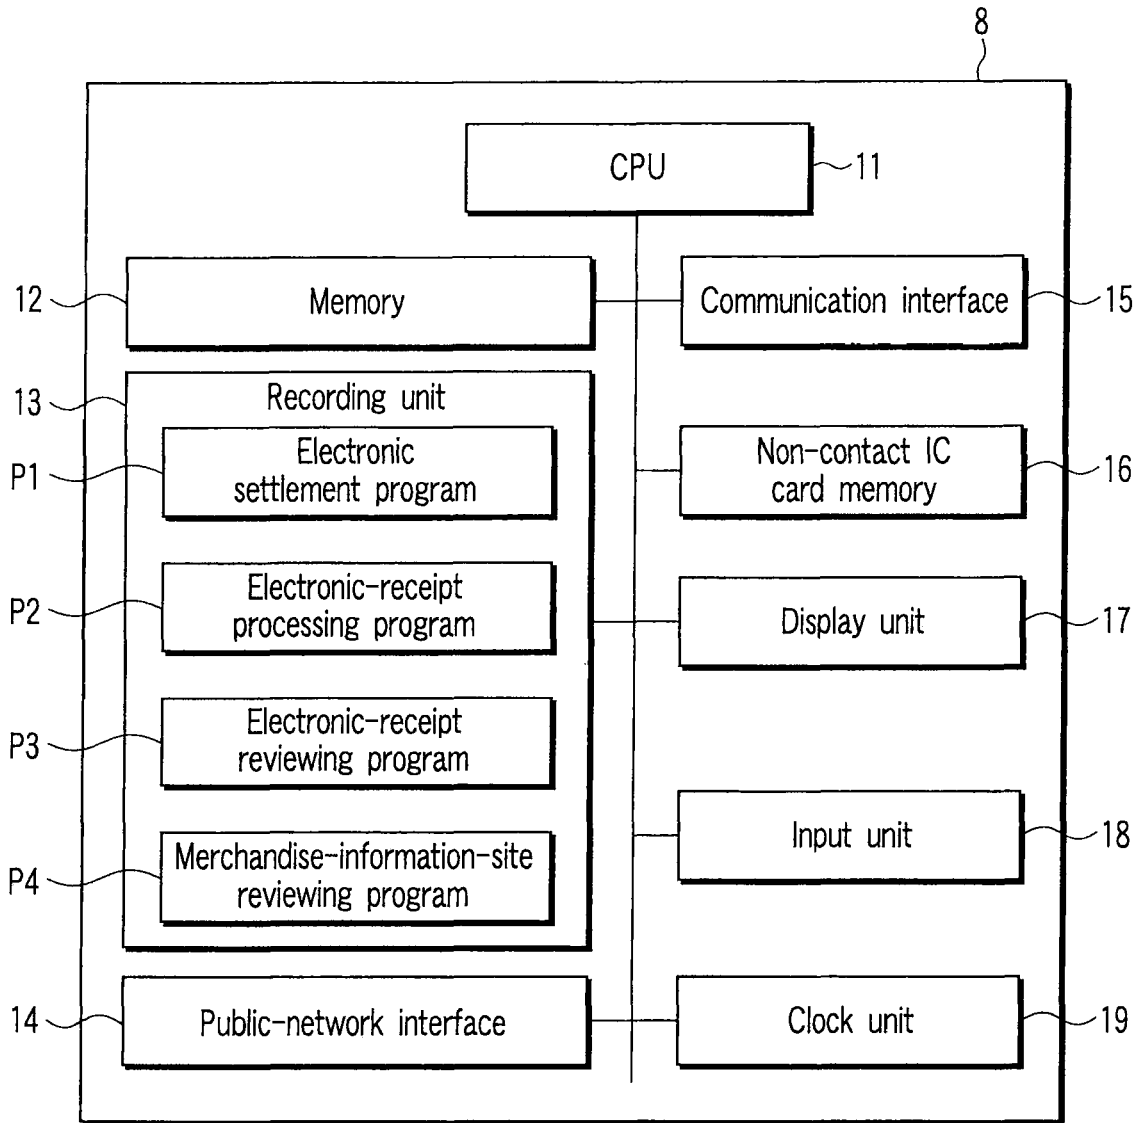 8
CPU
11
12
Memory
Communication interface
15
13
Recording unit
P1
Electronic
settlement program
Non-contact IC
card memory
16
P2
Electronic-receipt
processing program
Display unit
17
P3
Electronic-receipt
reviewing program
P4
Merchandise-information-site
reviewing program
Input unit
18
14
Public-network interface
Clock unit
19